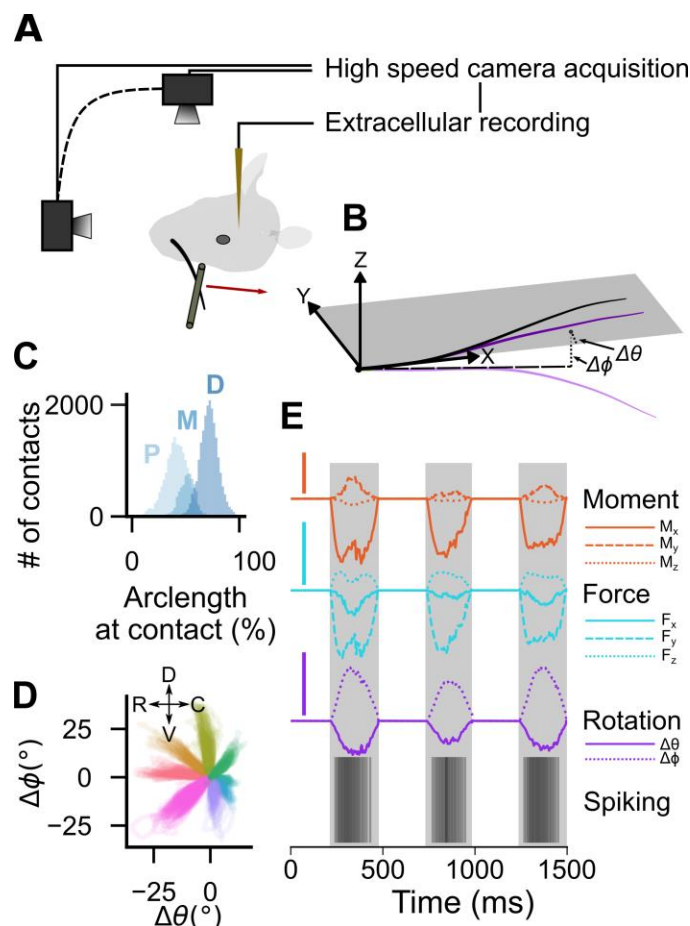 A
High speed camera acquisition
Extracellular recording
B
Z
Y
X
Δθ
Δϕ
C
# of contacts
2000
0
P
M
D
0
100
Arclength
at contact (%)
D
D
R
C
V
Δϕ(°)
25
0
−25
−25
0
Δθ(°)
E
Moment
Mx
My
Mz
Force
Fx
Fy
Fz
Rotation
Δθ
Δϕ
Spiking
0
500
1000
1500
Time (ms)